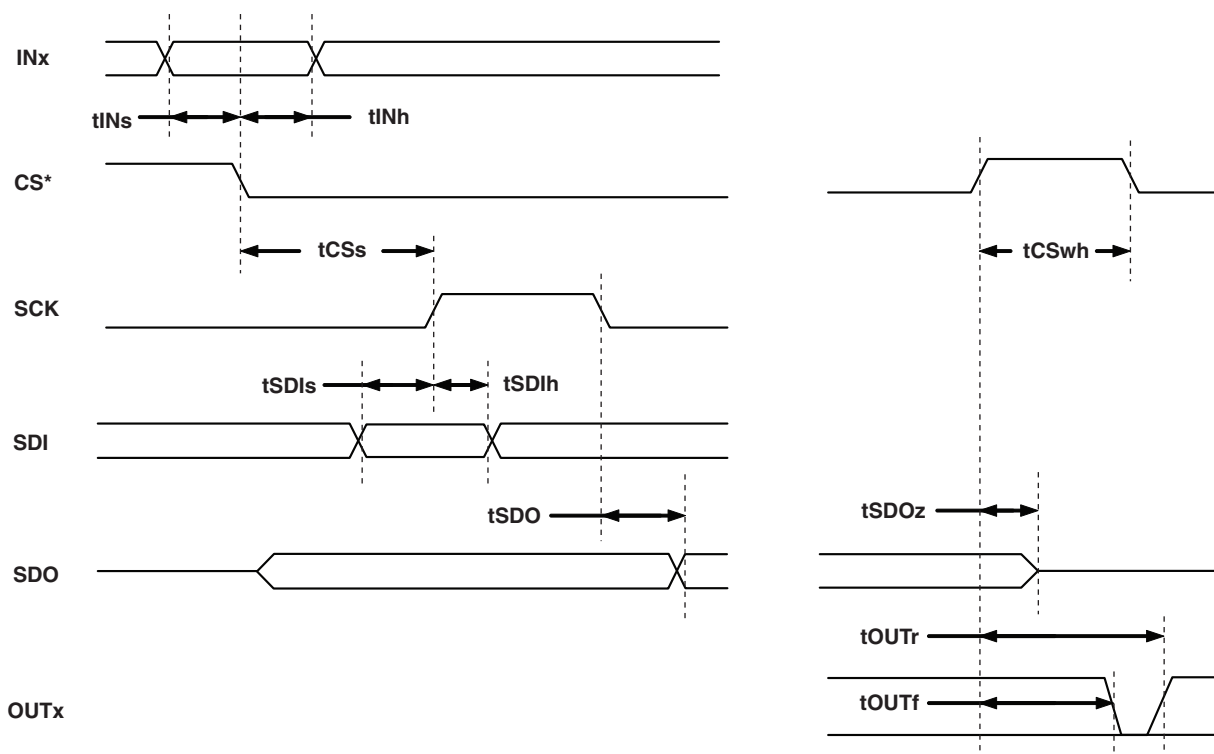 INx
tINs
tINh
CS*
tCSs
tCSwh
SCK
tSDIs
tSDIh
SDI
tSDO
tSDOz
SDO
tOUTr
tOUTf
OUTx